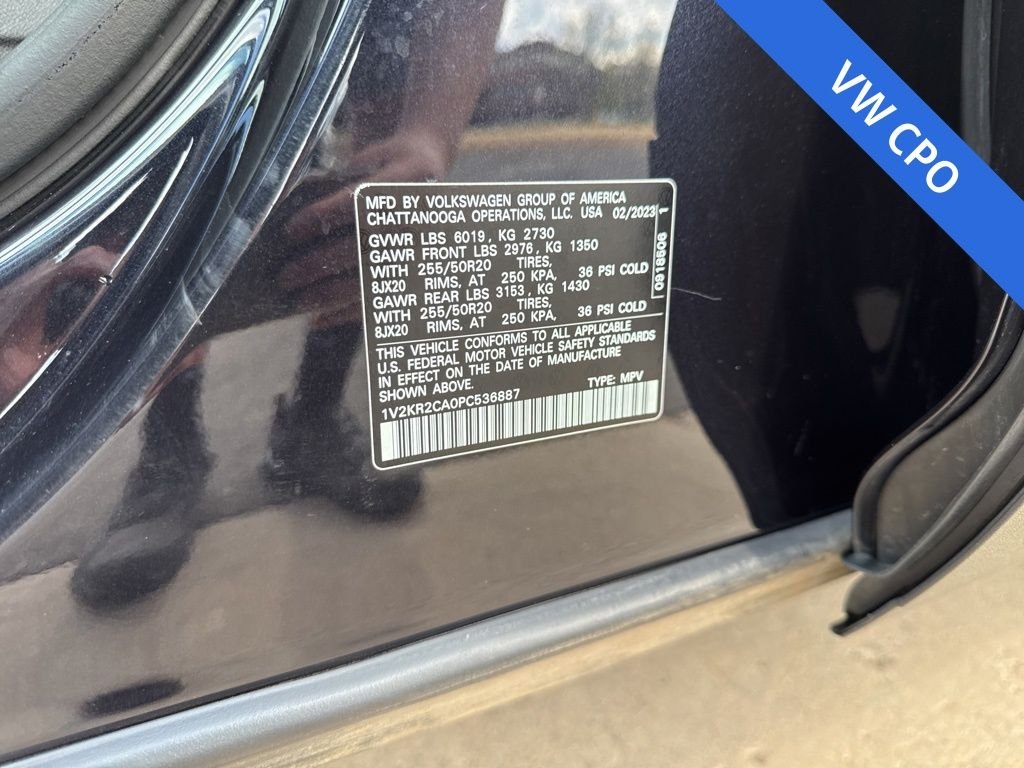 VW CPO
MFD BY VOLKSWAGEN GROUP OF AMERICA
CHATTANOOGA OPERATIONS, LLC. USA 02/2023
GVWR LBS 6019, KG 2730
GAWR FRONT LBS 2976, KG 1350
WITH 255/50R20 TIRES,
8JX20 RIMS, AT 250 KPA, 36 PSI COLD
GAWR REAR LBS 3153, KG 1430
WITH 255/50R20 TIRES,
8JX20 RIMS, AT 250 KPA, 36 PSI COLD
THIS VEHICLE CONFORMS TO ALL APPLICABLE
U.S. FEDERAL MOTOR VEHICLE SAFETY STANDARDS
IN EFFECT ON THE DATE OF MANUFACTURE
SHOWN ABOVE.
1V2KR2CA0PC536887 TYPE: MPV
0918506 1